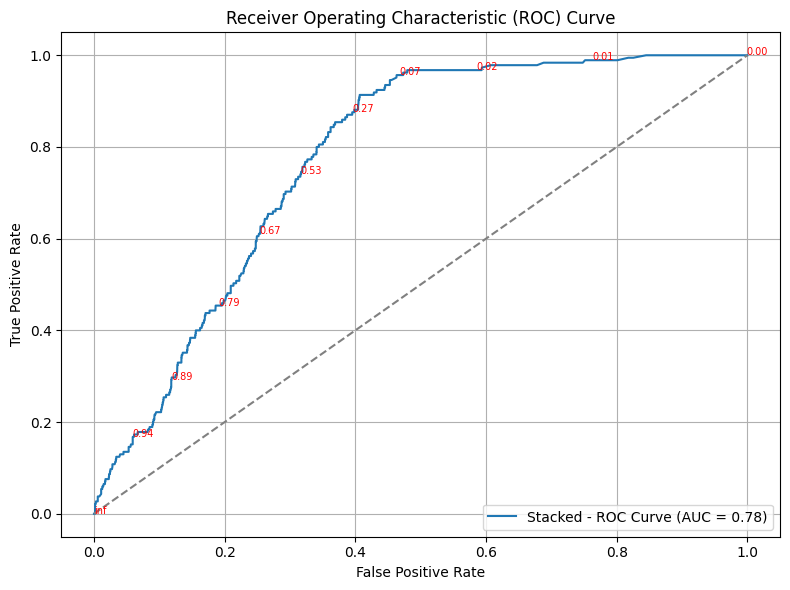 Receiver Operating Characteristic (ROC) Curve
True Positive Rate
1.0
0.8
0.6
0.4
0.2
0.0
0.00
0.01
0.02
0.07
0.27
0.53
0.67
0.79
0.89
0.94
inf
Stacked - ROC Curve (AUC = 0.78)
0.0 0.2 0.4 0.6 0.8 1.0
False Positive Rate